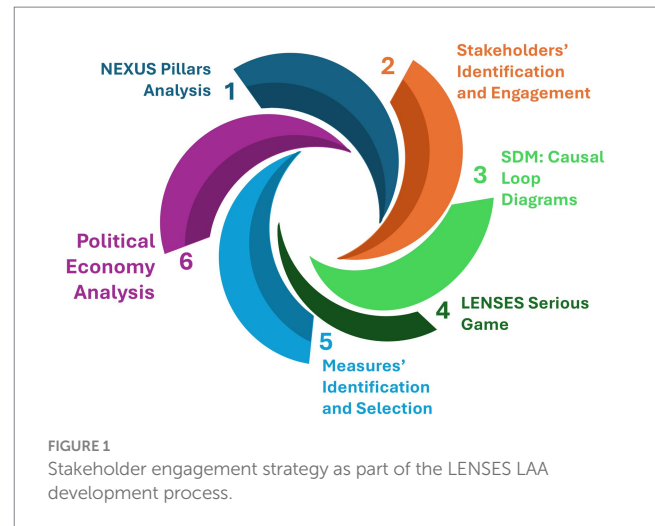 NEXUS Pillars
Analysis
1
2
Stakeholders’
Identification
and Engagement
3
SDM: Causal
Loop
Diagrams
4
LENSES Serious
Game
5
Measures’
Identification
and Selection
6
Political
Economy
Analysis
FIGURE 1
Stakeholder engagement strategy as part of the LENSES LAA
development process.